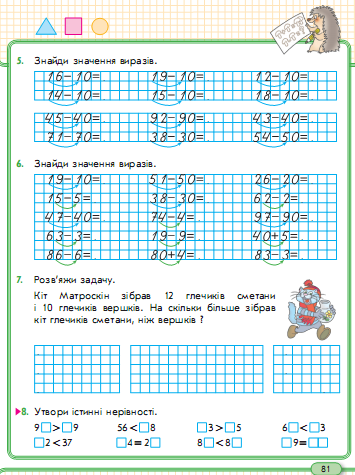 5. Знайди значення виразів.
16−10= 19−10= 12−10=
14−10= 15−10= 18−10=
45−40= 92−90= 43−40=
71−70= 38−30= 54−50=
6. Знайди значення виразів.
19−10= 51−50= 26−20=
15−5= 38−30= 62−2=
47−40= 74−4= 97−90=
63−3= 19−9= 40+5=
86−6= 80+4= 83−3=
7. Розв'яжи задачу.
Кіт Матроскін зібрав 12 глечиків сметани
і 10 глечиків вершків. На скільки більше зібрав
кіт глечиків сметани, ніж вершків ?
8. Утвори істинні нерівності.
9□>□9 56<□8 □3>□5 6□<□3
□2<37 □4=2□ 8□<8□ □9=□□
81